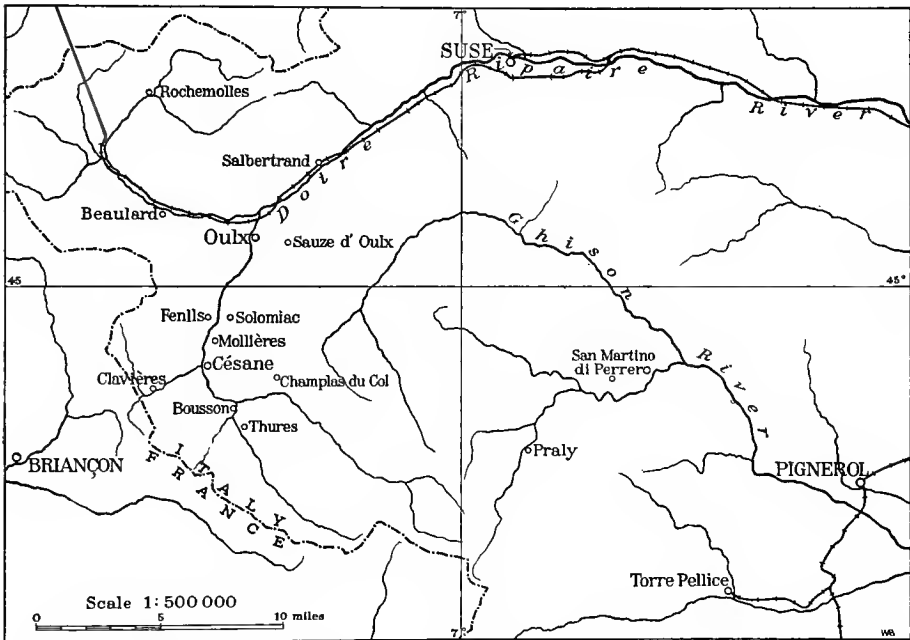 7°
SUSE
Doire Ripaire River
Rochemolles
Salbertrand
Beaulard
Oulx
Sauze d' Oulx
Ghison River
45
45°
Fenils
Solomiac
Mollières
Césane
Clavières
Champlas du Col
San Martino
di Perrero
Bousson
Thures
Praly
BRIANÇON
ITALY
FRANCE
PIGNEROL
Torre Pellice
Scale 1:500 000
0 5 10 miles
7°
WB